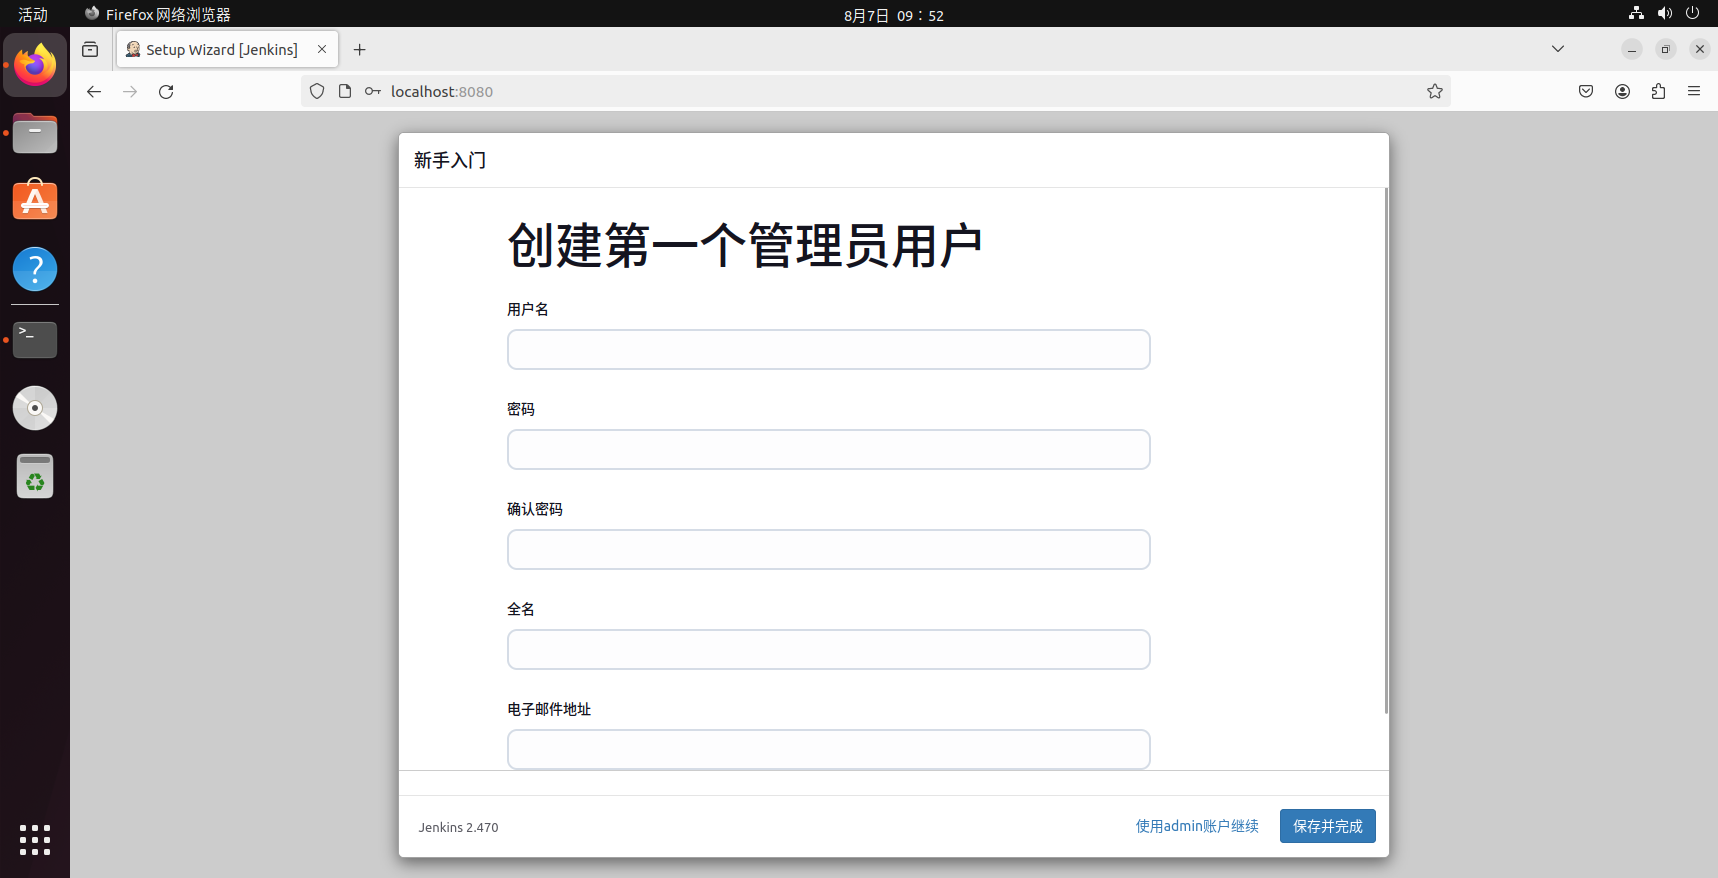 活动
Firefox 网络浏览器
8月7日 09：52
Setup Wizard [Jenkins]
localhost:8080
新手入门
创建第一个管理员用户
用户名
密码
确认密码
全名
电子邮件地址
Jenkins 2.470
使用admin账户继续
保存并完成